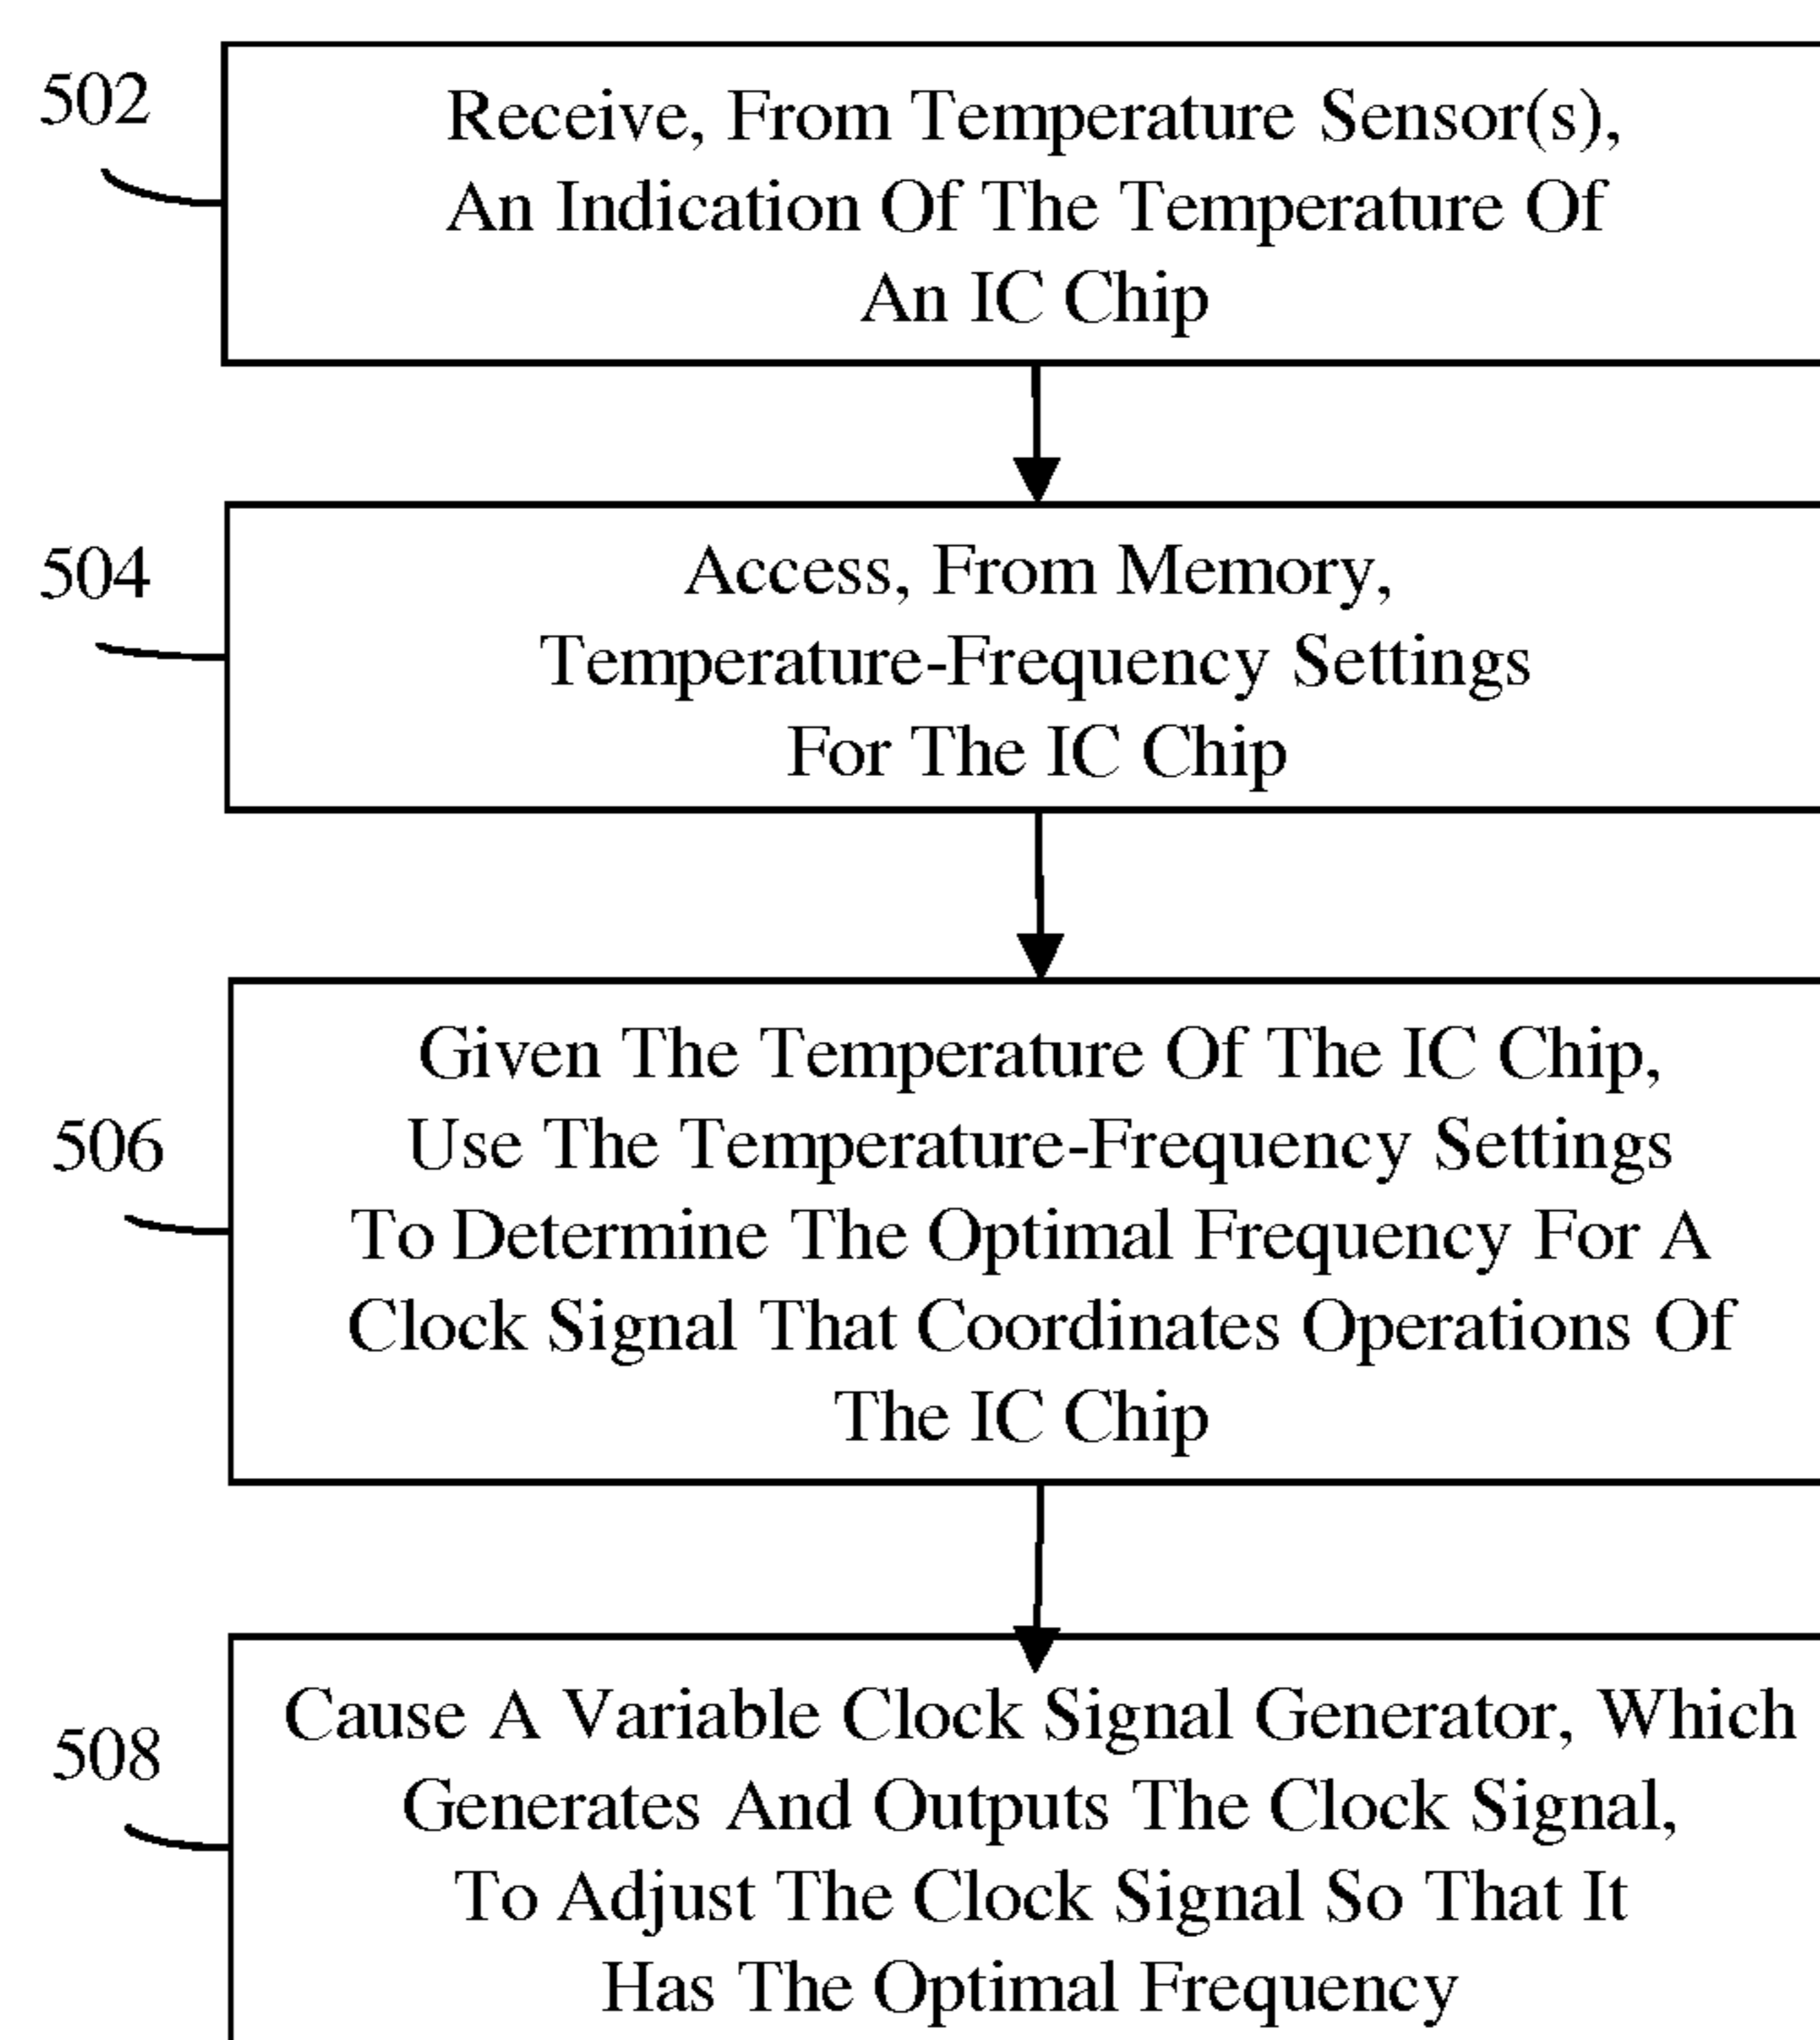 502
Receive, From Temperature Sensor(s),
An Indication Of The Temperature Of
An IC Chip
504
Access, From Memory,
Temperature-Frequency Settings
For The IC Chip
506
Given The Temperature Of The IC Chip,
Use The Temperature-Frequency Settings
To Determine The Optimal Frequency For A
Clock Signal That Coordinates Operations Of
The IC Chip
508
Cause A Variable Clock Signal Generator, Which
Generates And Outputs The Clock Signal,
To Adjust The Clock Signal So That It
Has The Optimal Frequency